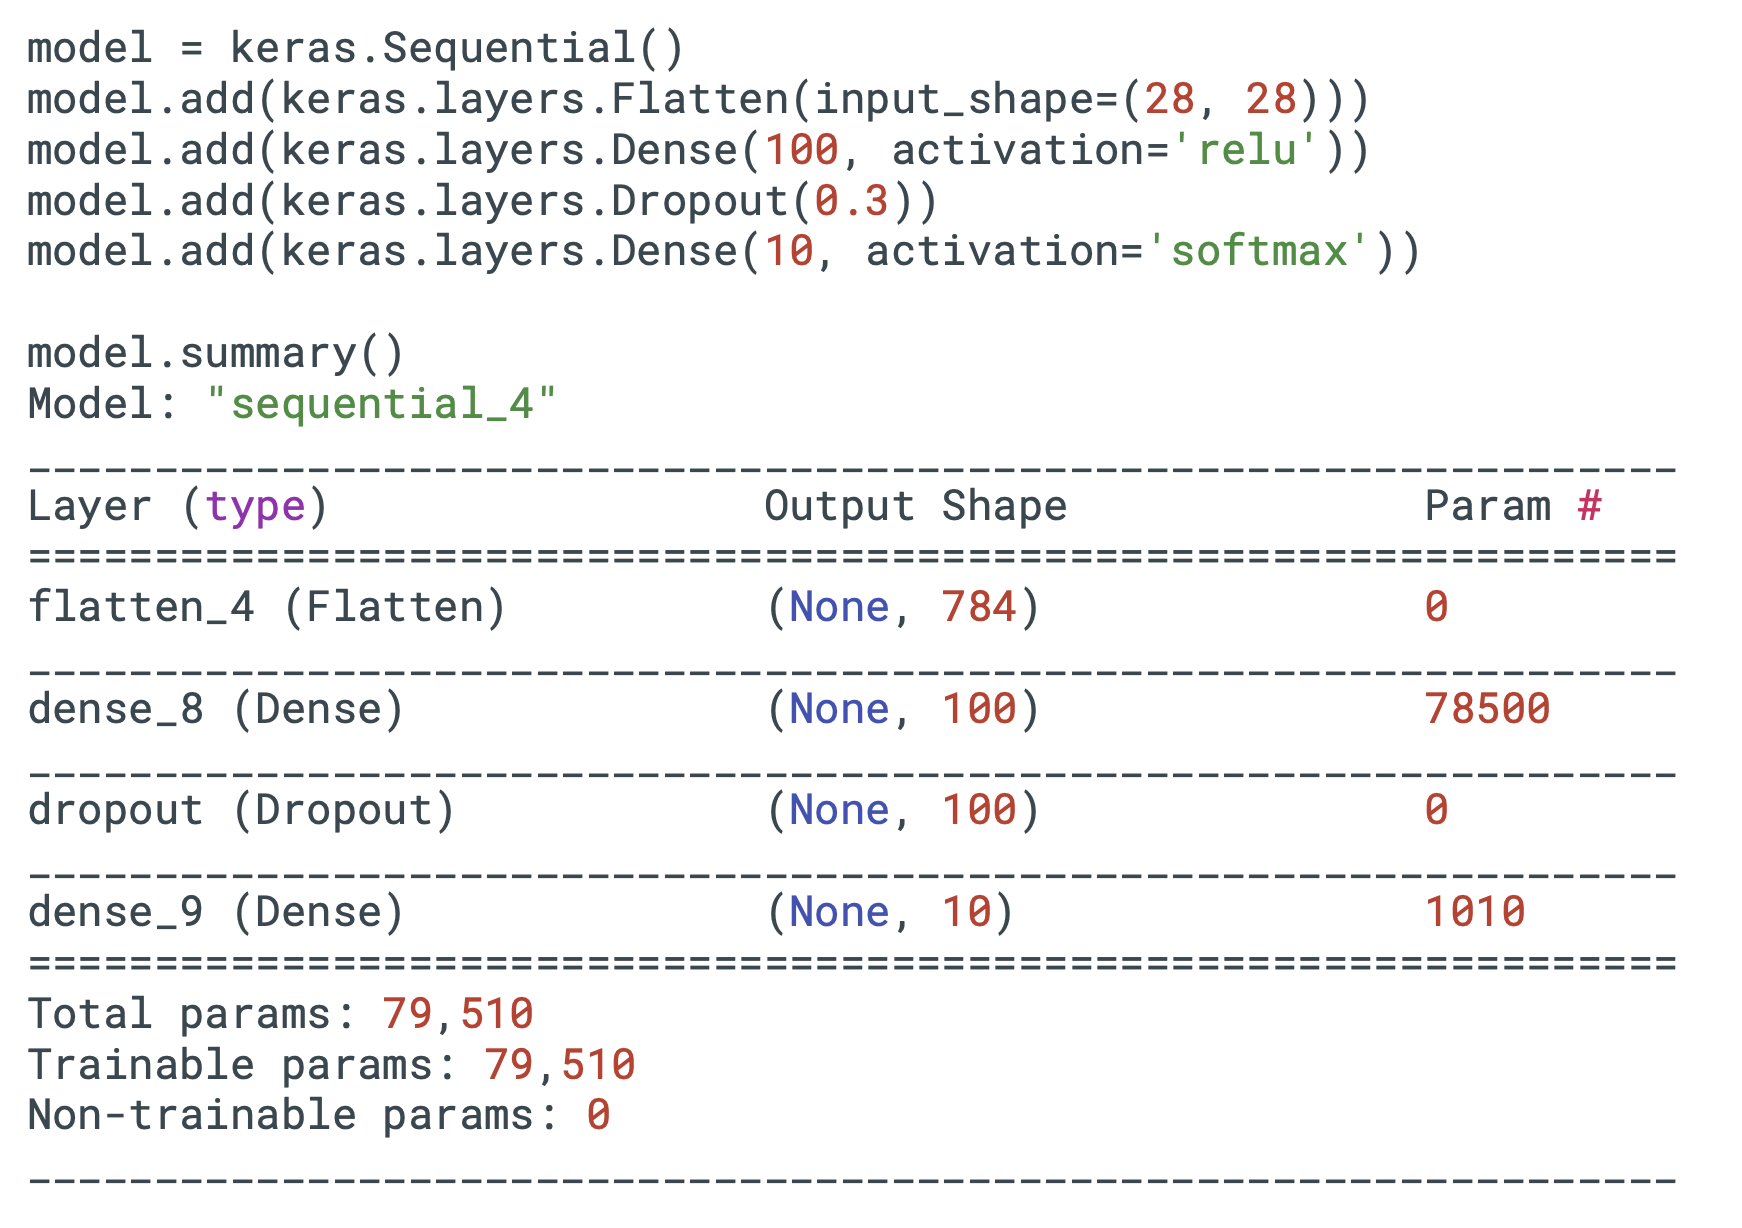 model = keras.Sequential()
model.add(keras.layers.Flatten(input_shape=(28, 28)))
model.add(keras.layers.Dense(100, activation='relu'))
model.add(keras.layers.Dropout(0.3))
model.add(keras.layers.Dense(10, activation='softmax'))

model.summary()
Model: "sequential_4"
_________________________________________________________________
Layer (type)                 Output Shape              Param #
=================================================================
flatten_4 (Flatten)          (None, 784)               0
_________________________________________________________________
dense_8 (Dense)              (None, 100)               78500
_________________________________________________________________
dropout (Dropout)            (None, 100)               0
_________________________________________________________________
dense_9 (Dense)              (None, 10)                1010
=================================================================
Total params: 79,510
Trainable params: 79,510
Non-trainable params: 0
_________________________________________________________________